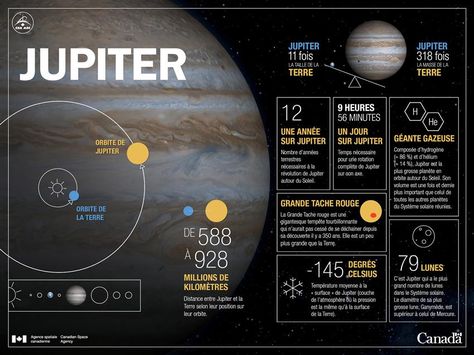 JUPITER
ORBITE DE
JUPITER
ORBITE DE
LA TERRE
DE 588
À 928
MILLIONS DE
KILOMÈTRES
Distance entre Jupiter et la
Terre selon leur position sur
leur orbite.
JUPITER
11 fois
LA TAILLE DE LA
TERRE
JUPITER
318 fois
LA MASSE DE LA
TERRE
12
UNE ANNÉE
SUR JUPITER
Nombre d'années
terrestres
nécessaires à la
révolution de Jupiter
autour du Soleil.
9 HEURES
56 MINUTES
UN JOUR
SUR JUPITER
Temps nécessaire
pour une rotation
complète de Jupiter
sur son axe.
H
He
GÉANTE GAZEUSE
Composée d'hydrogène
(≈ 86 %) et d'hélium
(≈ 14 %), Jupiter est la
plus grosse planète en
orbite autour du Soleil. Son
volume est une fois et demie
plus important que celui de
toutes les autres planètes
du Système solaire réunies.
GRANDE TACHE ROUGE
La Grande Tache rouge est une
gigantesque tempête tourbillonnante
qui n'aurait pas cessé de se déchaîner depuis
sa découverte il y a 350 ans. Elle est un peu
plus grande que la Terre.
-145 DEGRÉS
CELSIUS
Température moyenne à la
« surface » de Jupiter (couche
de l'atmosphère où la pression
est la même qu'à la surface
de la Terre).
79 LUNES
C'est Jupiter qui a le plus
grand nombre de lunes
dans le Système solaire.
Le diamètre de sa plus
grosse lune, Ganymède, est
supérieur à celui de Mercure.
Agence spatiale
canadienne
Canadian Space
Agency
Canada